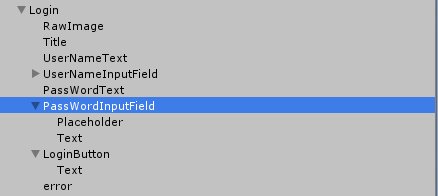 Login
RawImage
Title
UserNameText
UserNameInputField
PassWordText
PassWordInputField
Placeholder
Text
LoginButton
Text
error